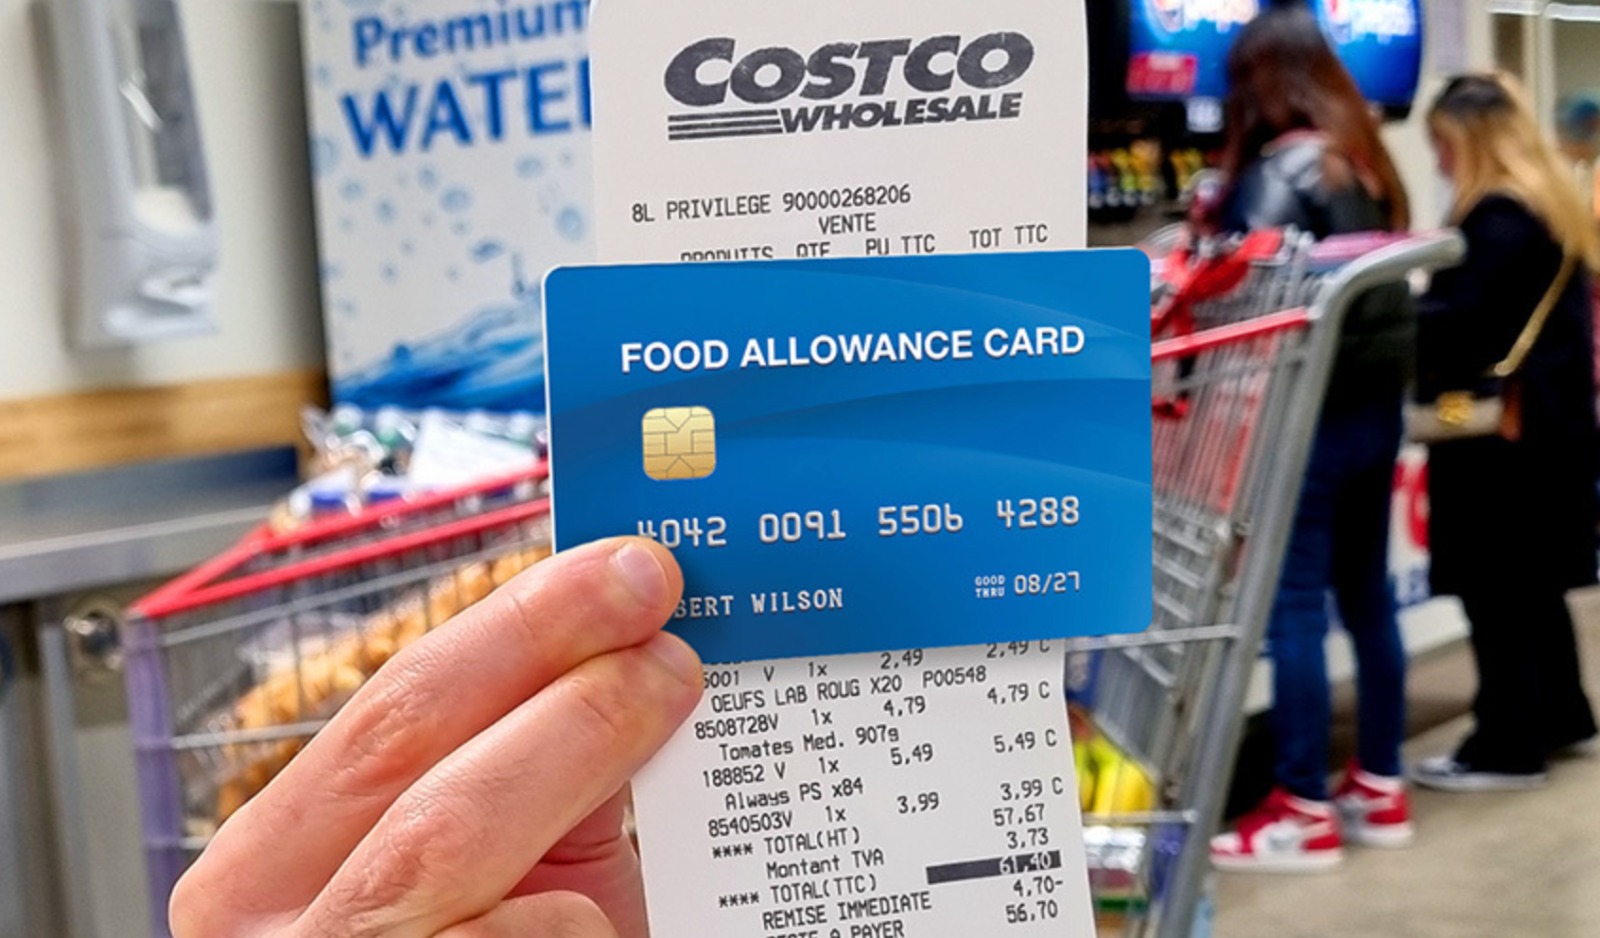 Premium
WATER
COSTCO
WHOLESALE
8L PRIVILEGE 90000268206
VENTE
PRODUITS QTE PU TTC TOT TTC
FOOD ALLOWANCE CARD
4042 0091 5506 4288
BERT WILSON
GOOD THRU 08/27
5001 V 1x 2,49 2,49 C
OEUFS LAB ROUG X20 P00548
8508728V 1x 4,79 4,79 C
Tomates Med. 907g
188852 V 1x 5,49 5,49 C
Always PS x84
8540503V 1x 3,99 3,99 C
**** TOTAL(HT) 57,67
Montant TVA 3,73
**** TOTAL(TTC) 61,40
REMISE IMMEDIATE 4,70-
A PAYER 56,70